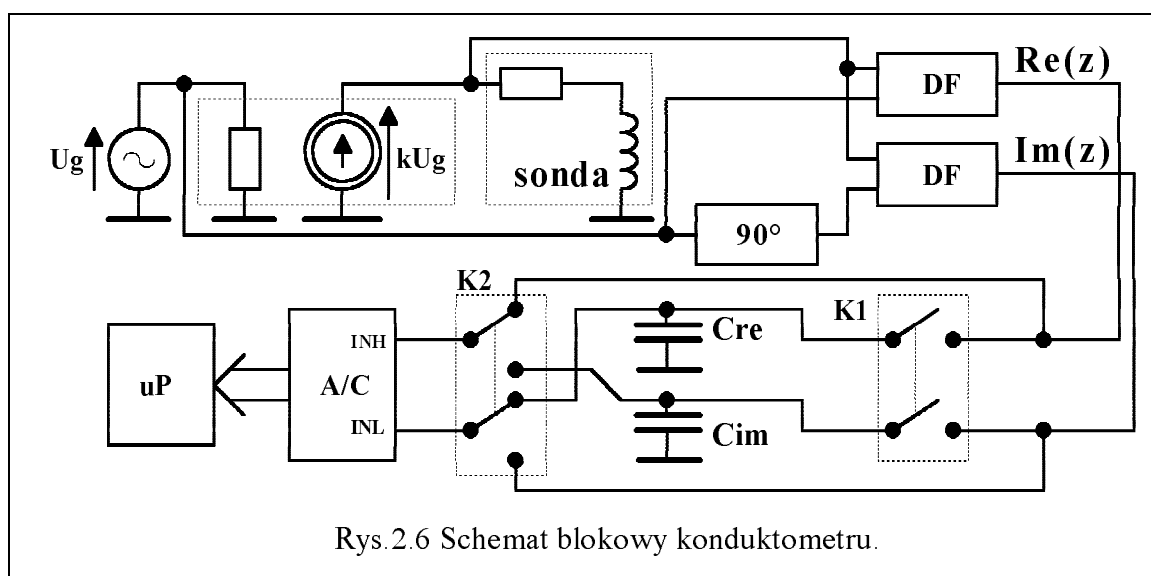 Re(z)
DF
Ug
kUg
sonda
Im(z)
DF
90°
K2
K1
INH
Cre
uP
A/C
INL
Cim
Rys.2.6 Schemat blokowy konduktometru.